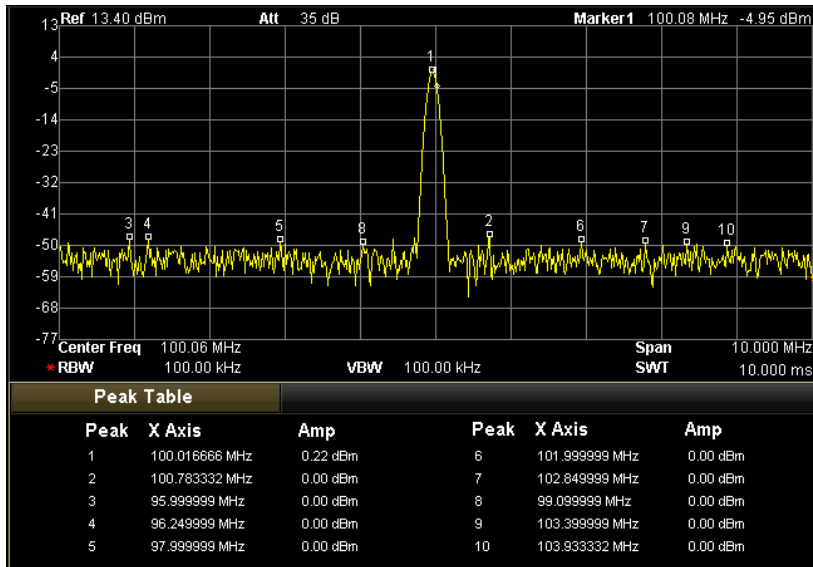 Ref 13.40 dBm Att 35 dB Marker1 100.08 MHz -4.95 dBm
13
4
-5
-14
-23
-32
-41
-50
-59
-68
-77
1
3 4 5 8 2 6 7 9 10
Center Freq 100.06 MHz Span 10.000 MHz
* RBW 100.00 kHz VBW 100.00 kHz SWT 10.000 ms
Peak Table
Peak X Axis Amp Peak X Axis Amp
1 100.016666 MHz 0.22 dBm 6 101.999999 MHz 0.00 dBm
2 100.783332 MHz 0.00 dBm 7 102.849999 MHz 0.00 dBm
3 95.999999 MHz 0.00 dBm 8 99.099999 MHz 0.00 dBm
4 96.249999 MHz 0.00 dBm 9 103.399999 MHz 0.00 dBm
5 97.999999 MHz 0.00 dBm 10 103.933332 MHz 0.00 dBm